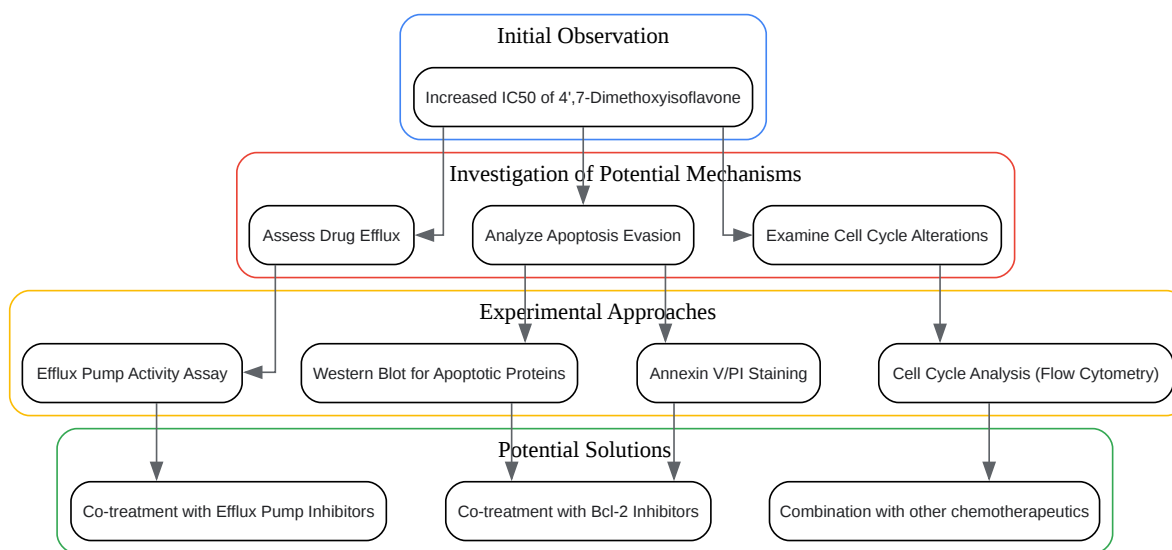 Initial Observation
Increased IC50 of 4',7-Dimethoxyisoflavone
Investigation of Potential Mechanisms
Assess Drug Efflux
Analyze Apoptosis Evasion
Examine Cell Cycle Alterations
Experimental Approaches
Efflux Pump Activity Assay
Western Blot for Apoptotic Proteins
Annexin V/PI Staining
Cell Cycle Analysis (Flow Cytometry)
Potential Solutions
Co-treatment with Efflux Pump Inhibitors
Co-treatment with Bcl-2 Inhibitors
Combination with other chemotherapeutics